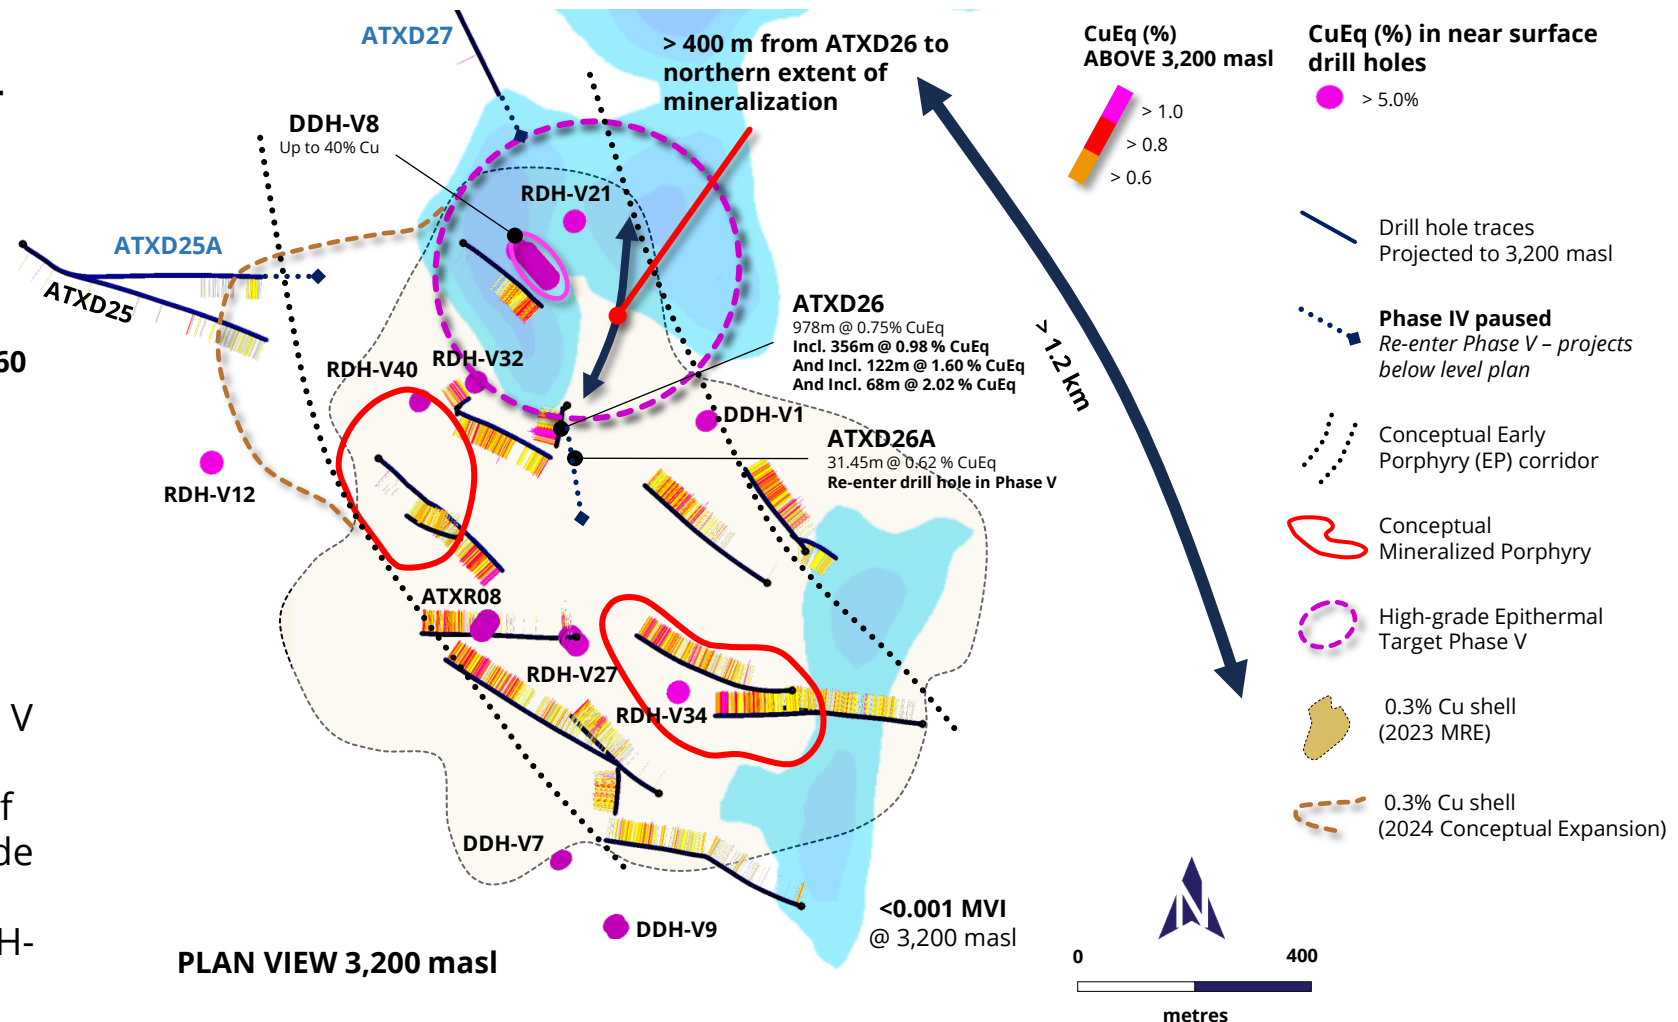 ATXD27
> 400 m from ATXD26 to
northern extent of
mineralization
DDH-V8
Up to 40% Cu
RDH-V21
ATXD25A
ATXD25
60
RDH-V40
RDH-V32
ATXD26
978m @ 0.75% CuEq
Incl. 356m @ 0.98 % CuEq
And Incl. 122m @ 1.60 % CuEq
And Incl. 68m @ 2.02 % CuEq
DDH-V1
ATXD26A
31.45m @ 0.62 % CuEq
Re-enter drill hole in Phase V
RDH-V12
> 1.2 km
ATXR08
RDH-V27
RDH-V34
V
f
de
H-
DDH-V7
DDH-V9
<0.001 MVI
@ 3,200 masl
PLAN VIEW 3,200 masl
CuEq (%)
ABOVE 3,200 masl
> 1.0
> 0.8
> 0.6
CuEq (%) in near surface
drill holes
> 5.0%
Drill hole traces
Projected to 3,200 masl
Phase IV paused
Re-enter Phase V – projects
below level plan
Conceptual Early
Porphyry (EP) corridor
Conceptual
Mineralized Porphyry
High-grade Epithermal
Target Phase V
0.3% Cu shell
(2023 MRE)
0.3% Cu shell
(2024 Conceptual Expansion)
N
0 400
metres